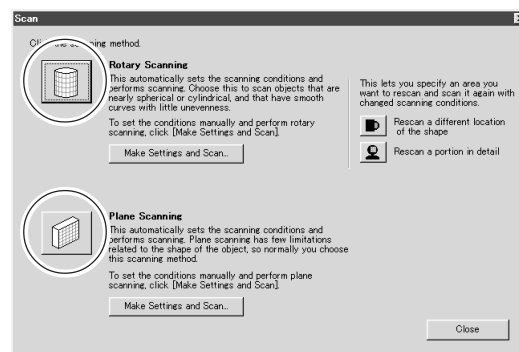 Scan
Click the scanning method.
Rotary Scanning
This automatically sets the scanning conditions and
performs scanning. Choose this to scan objects that are
nearly spherical or cylindrical, and that have smooth
curves with little unevenness.
To set the conditions manually and perform rotary
scanning, click [Make Settings and Scan].
Make Settings and Scan...
Plane Scanning
This automatically sets the scanning conditions and
performs scanning. Plane scanning has few limitations
related to the shape of the object, so normally you choose
this scanning method.
To set the conditions manually and perform plane
scanning, click [Make Settings and Scan].
Make Settings and Scan...
This lets you specify an area you
want to rescan and scan it again with
changed scanning conditions.
Rescan a different location
of the shape
Rescan a portion in detail
Close